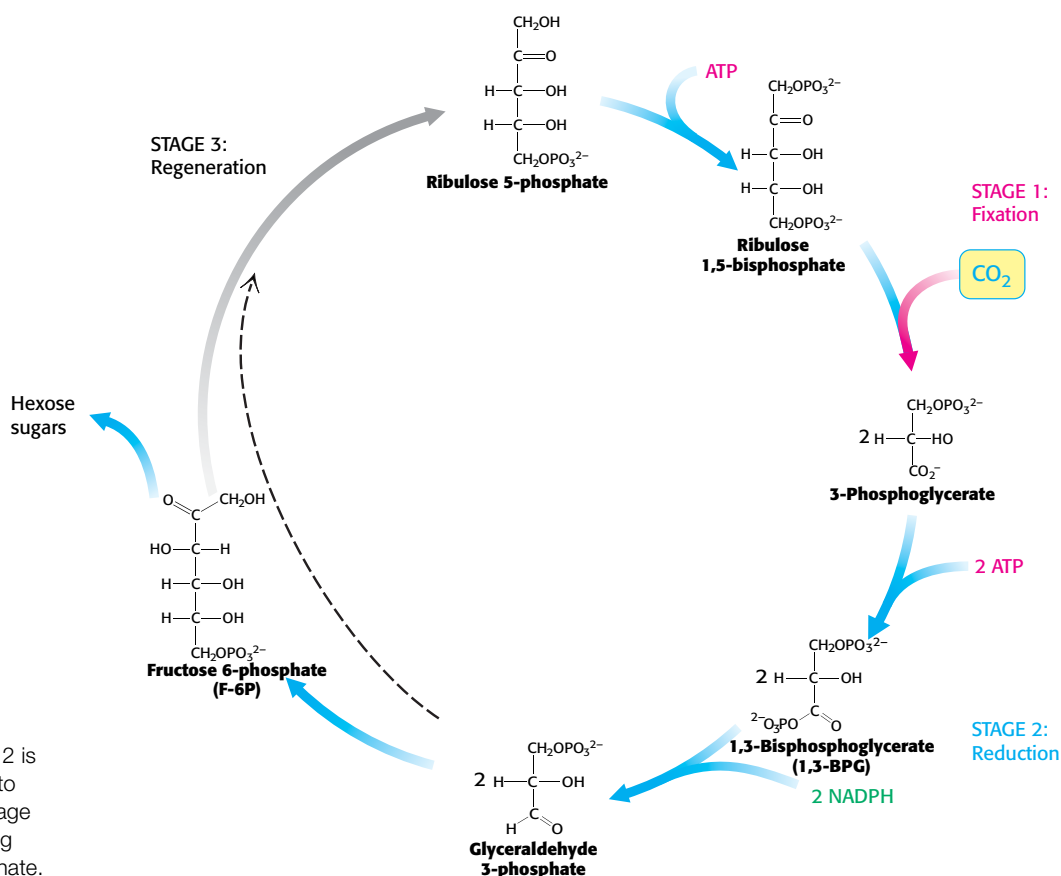 CH₂OH
C=O
H—C—OH
H—C—OH
CH₂OPO₃²⁻
Ribulose 5-phosphate
ATP
CH₂OPO₃²⁻
C=O
H—C—OH
H—C—OH
CH₂OPO₃²⁻
Ribulose
1,5-bisphosphate
STAGE 1:
Fixation
CO₂
CH₂OPO₃²⁻
2 H—C—HO
CO₂⁻
3-Phosphoglycerate
2 ATP
CH₂OPO₃²⁻
2 H—C—OH
C
²⁻O₃PO O
1,3-Bisphosphoglycerate
(1,3-BPG)
STAGE 2:
Reduction
2 NADPH
CH₂OPO₃²⁻
2 H—C—OH
C
H O
Glyceraldehyde
3-phosphate
O CH₂OH
C
HO—C—H
H—C—OH
H—C—OH
CH₂OPO₃²⁻
Fructose 6-phosphate
(F-6P)
Hexose
sugars
STAGE 3:
Regeneration
2 is
to
age
g
nate.